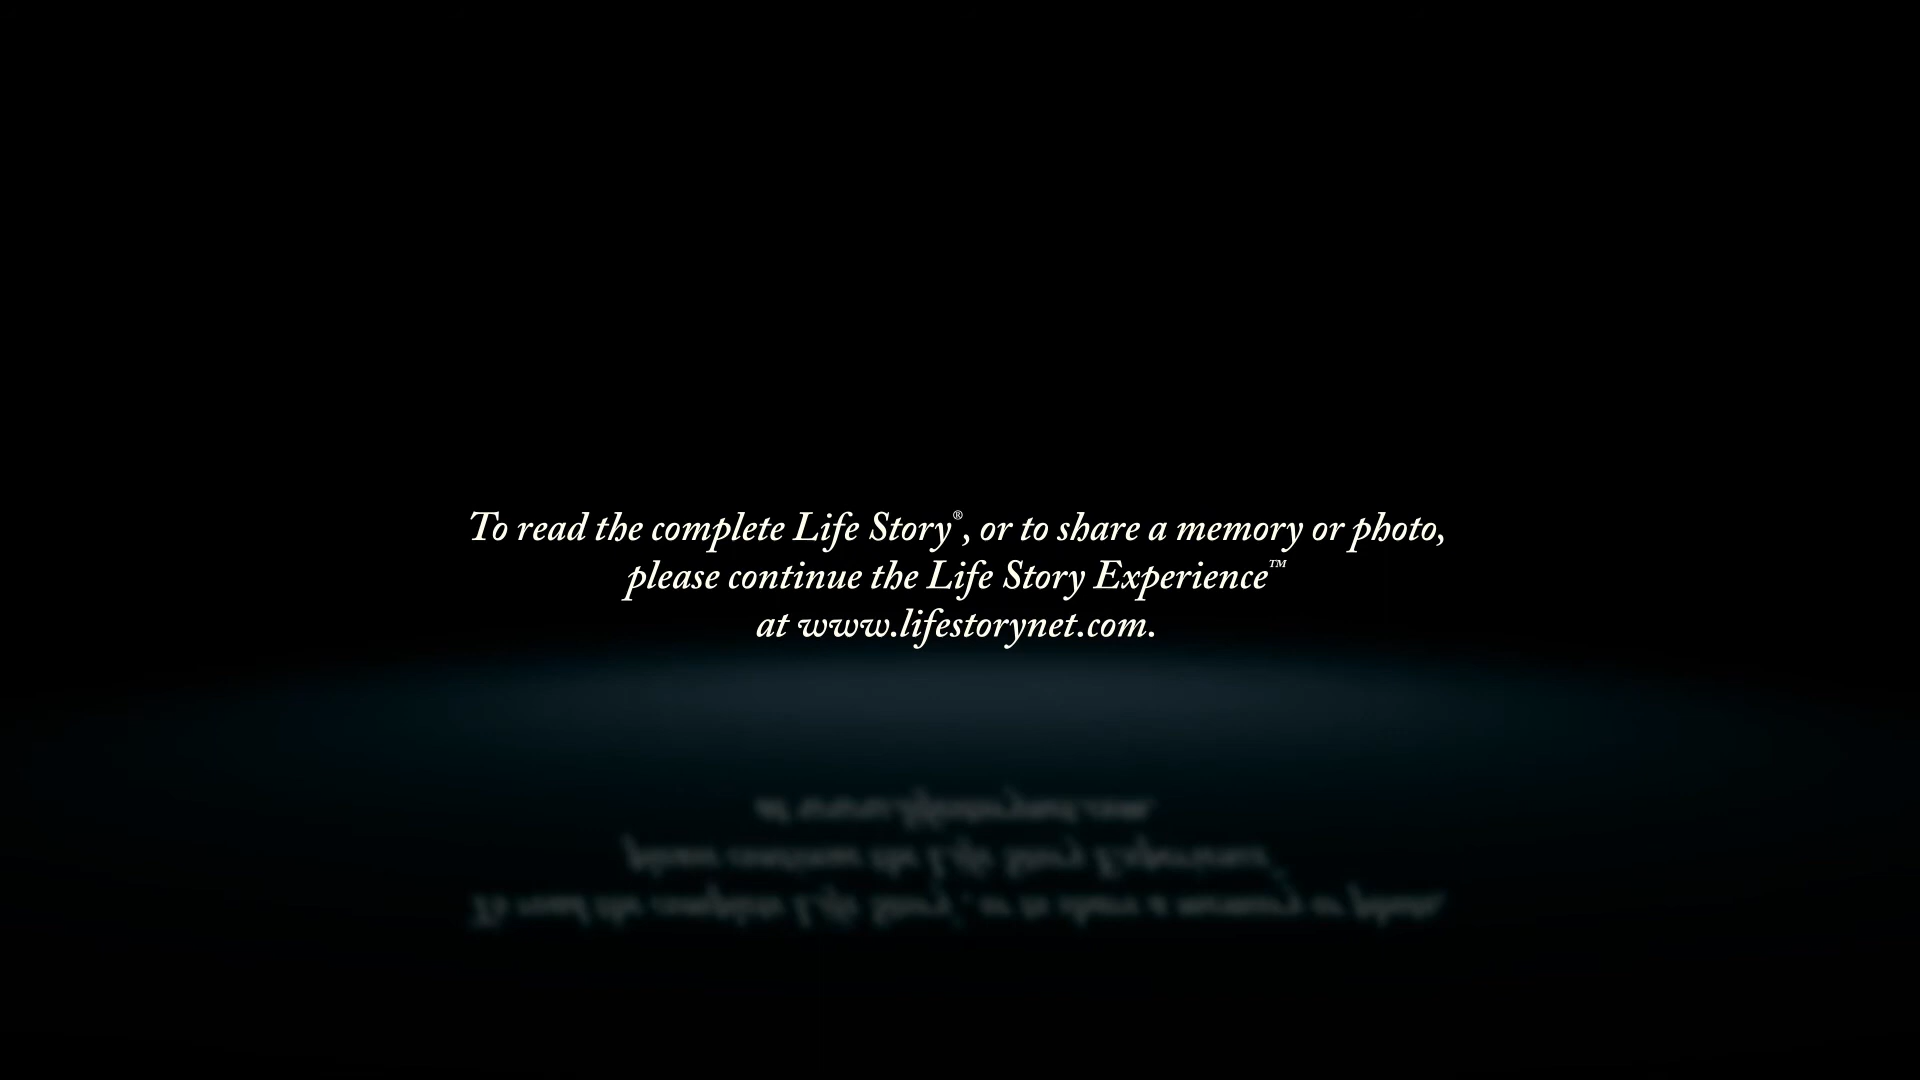 To read the complete Life Story®, or to share a memory or photo,
please continue the Life Story Experience™
at www.lifestorynet.com.